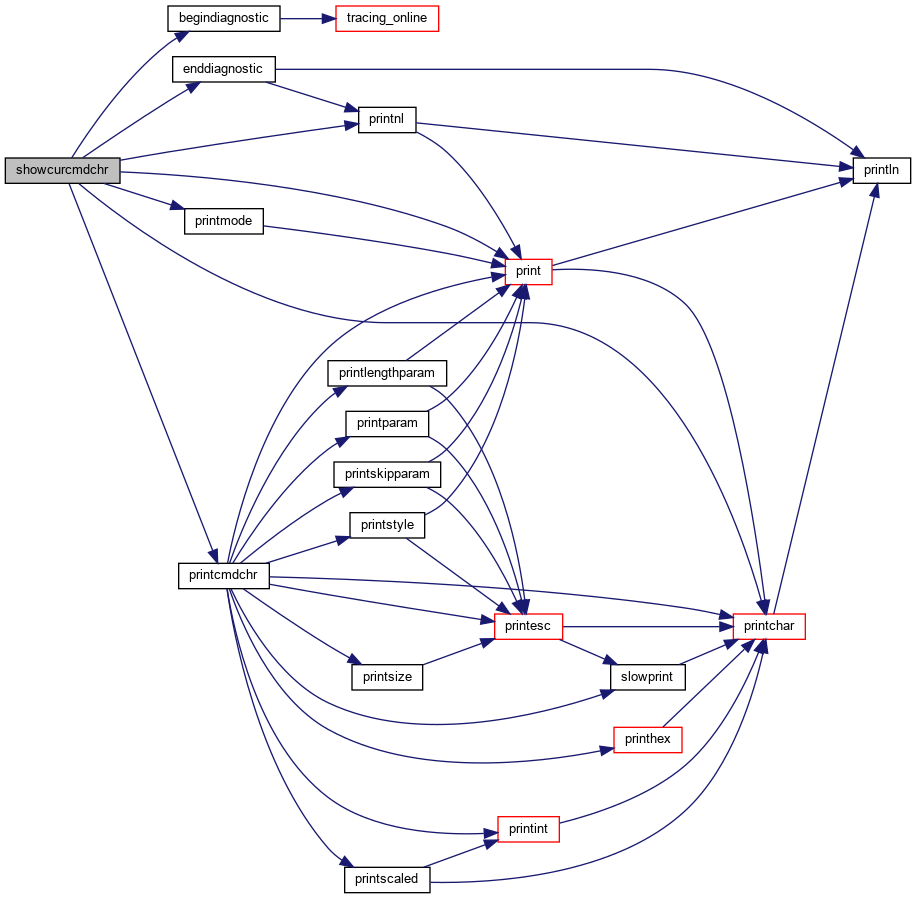 begindiagnostic
tracing_online
enddiagnostic
printnl
showcurcmdchr
println
printmode
print
printlengthparam
printparam
printskipparam
printstyle
printcmdchr
printesc
printchar
printsize
slowprint
printhex
printint
printscaled